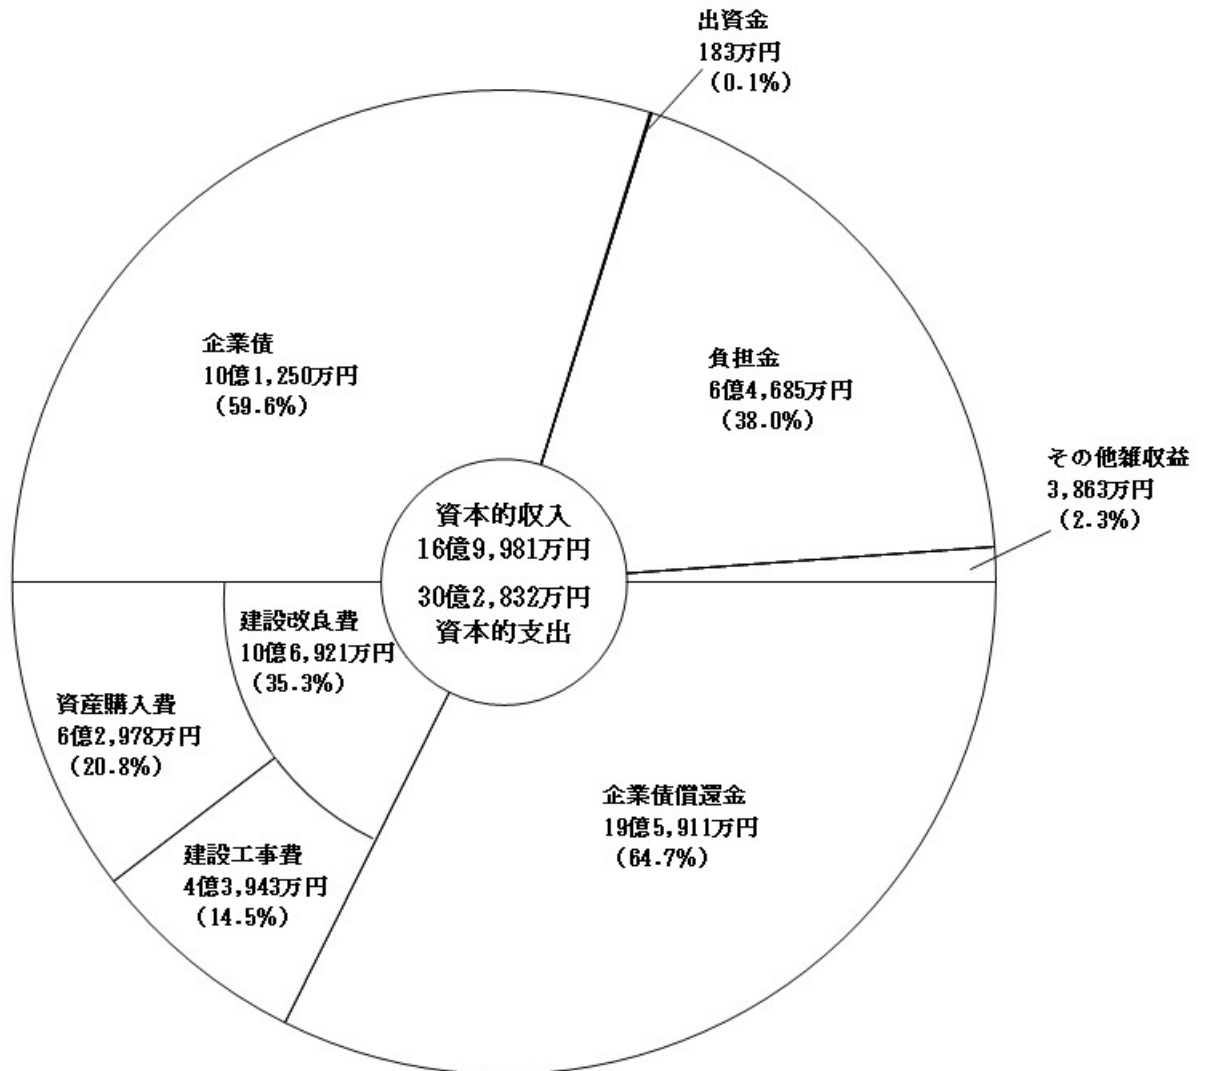 出資金
183万円
(0.1%)
企業債
10億1,250万円
(59.6%)
負担金
6億4,685万円
(38.0%)
その他雑収益
3,863万円
(2.3%)
資本的収入
16億9,981万円
30億2,832万円
資本的支出
建設改良費
10億6,921万円
(35.3%)
資産購入費
6億2,978万円
(20.8%)
建設工事費
4億3,943万円
(14.5%)
企業債償還金
19億5,911万円
(64.7%)